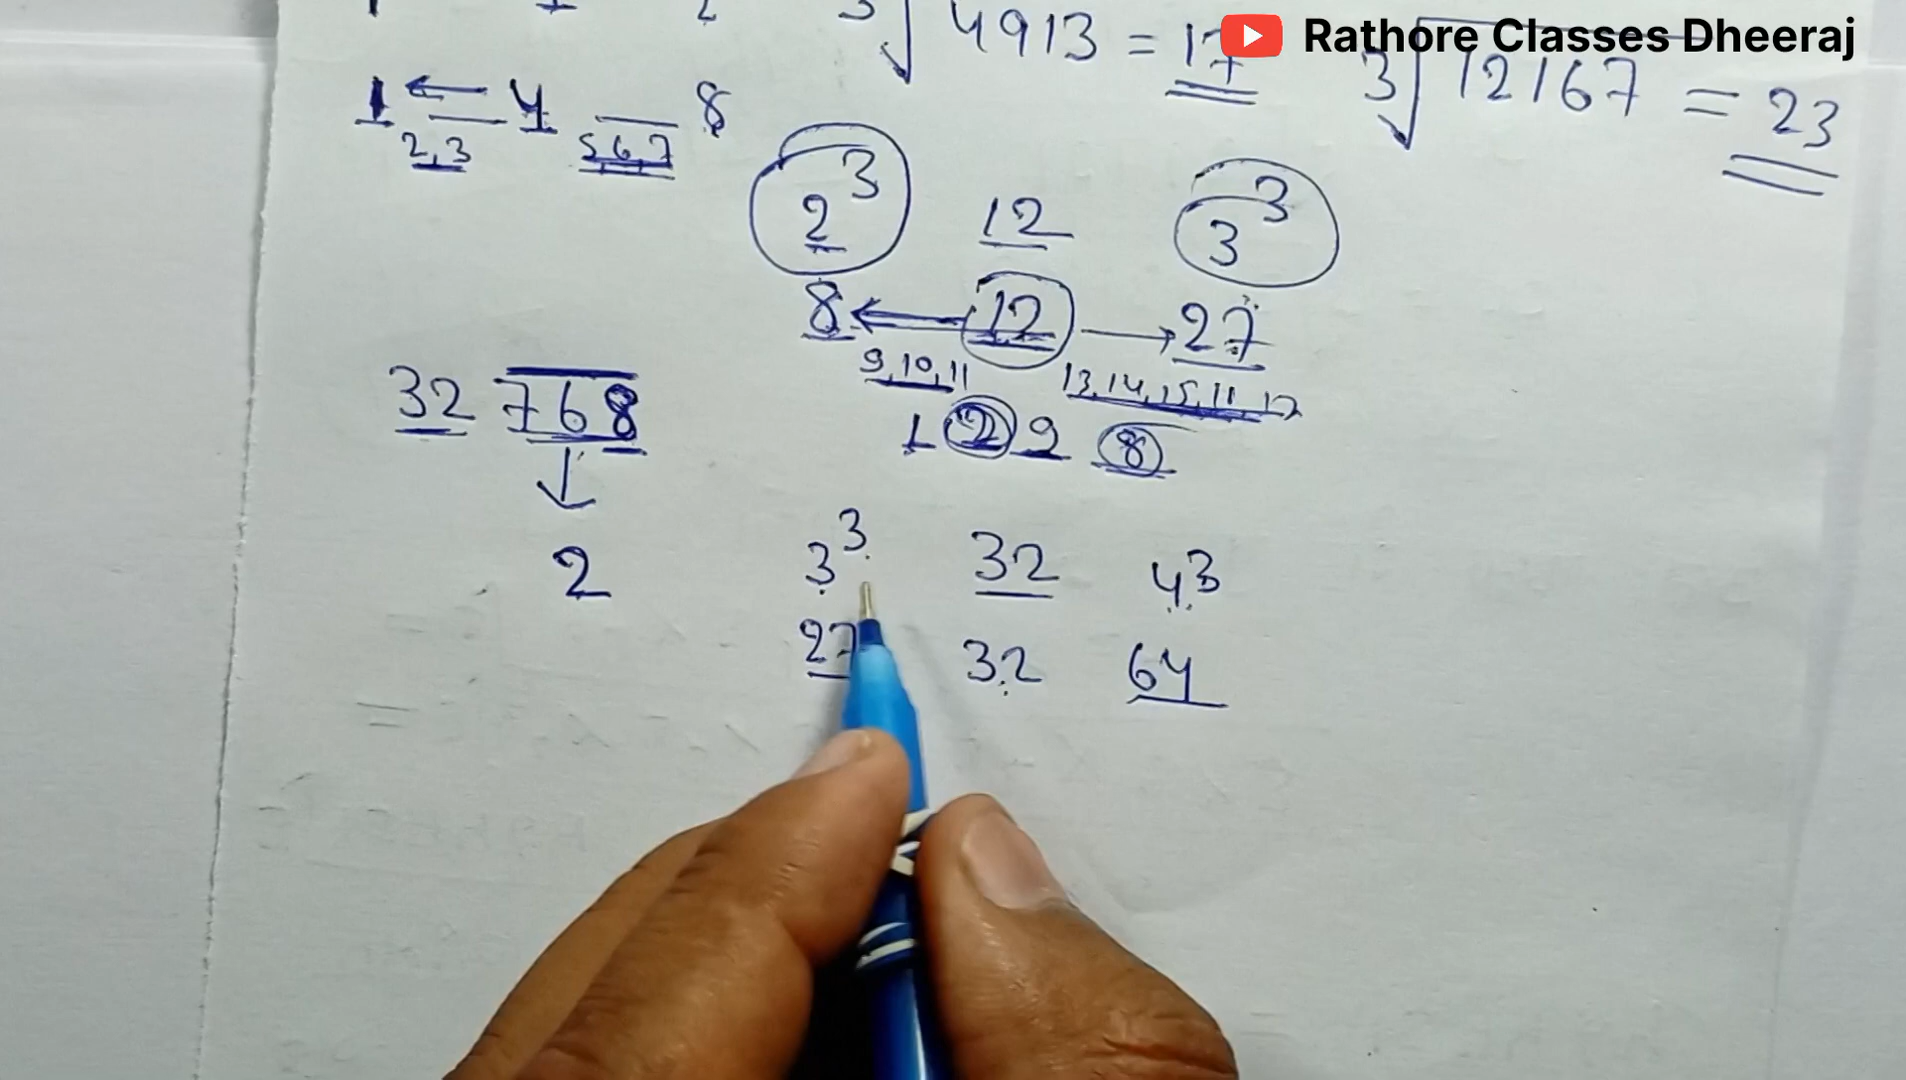 ∛4913 = 17
Rathore Classes Dheeraj
∛12167 = 23
1 ← 4 8
2,3 5,6,7
2³ 12 3³
8 ← 12 → 27
9,10,11 13,14,15,11,17
32 768
1 2 9 8
2
3³ 32 4³
27 32 64